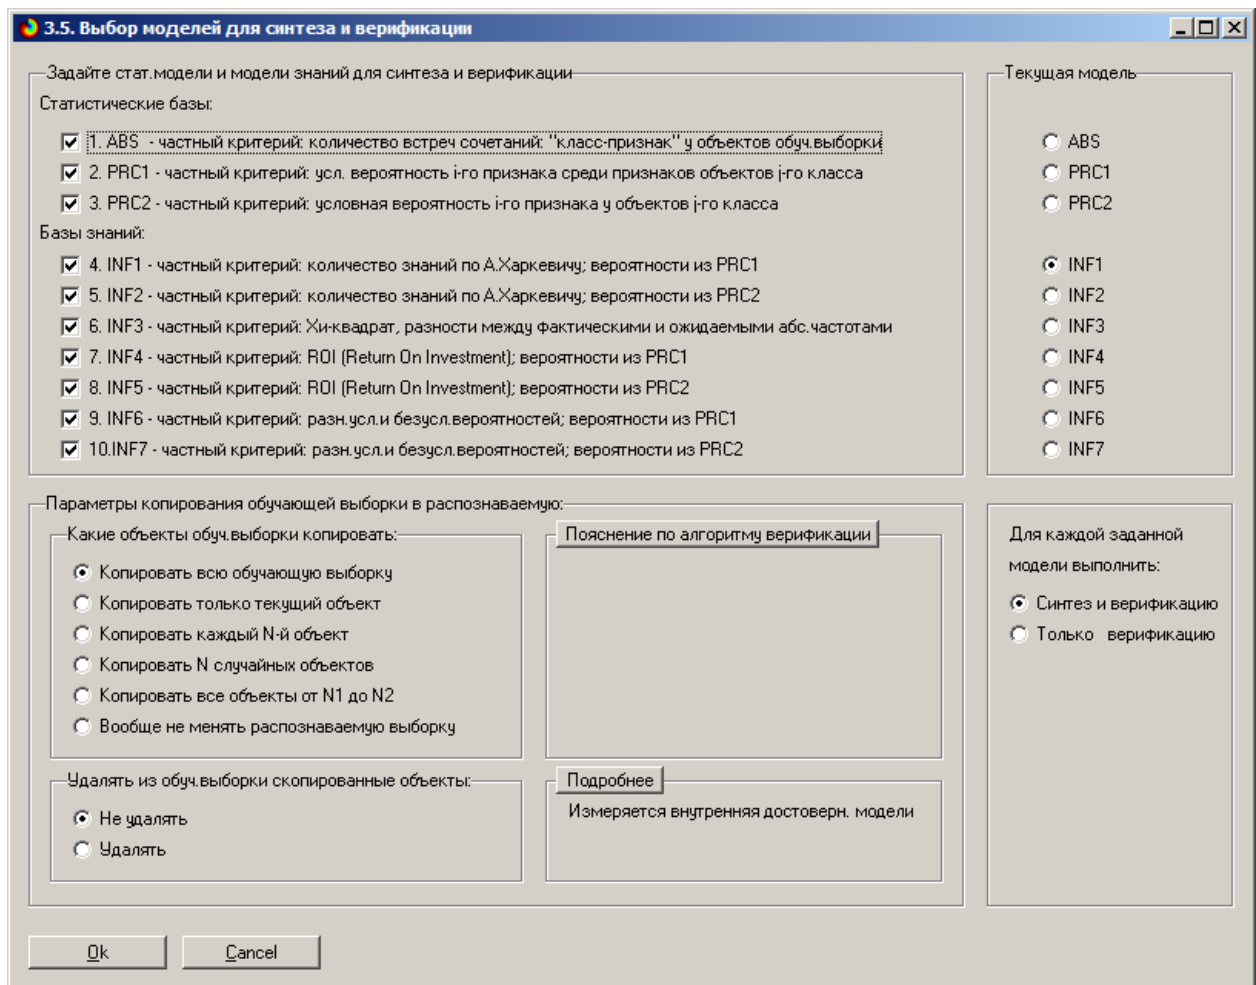 3.5. Выбор моделей для синтеза и верификации
Задайте стат.модели и модели знаний для синтеза и верификации
Статистические базы:
1. ABS - частный критерий: количество встреч сочетаний: "класс-признак" у объектов обуч.выборки
2. PRC1 - частный критерий: усл. вероятность i-го признака среди признаков объектов j-го класса
3. PRC2 - частный критерий: условная вероятность i-го признака у объектов j-го класса
Базы знаний:
4. INF1 - частный критерий: количество знаний по А.Харкевичу; вероятности из PRC1
5. INF2 - частный критерий: количество знаний по А.Харкевичу; вероятности из PRC2
6. INF3 - частный критерий: Хи-квадрат, разности между фактическими и ожидаемыми абс.частотами
7. INF4 - частный критерий: ROI (Return On Investment); вероятности из PRC1
8. INF5 - частный критерий: ROI (Return On Investment); вероятности из PRC2
9. INF6 - частный критерий: разн.усл.и безусл.вероятностей; вероятности из PRC1
10.INF7 - частный критерий: разн.усл.и безусл.вероятностей; вероятности из PRC2
Текущая модель
ABS
PRC1
PRC2
INF1
INF2
INF3
INF4
INF5
INF6
INF7
Параметры копирования обучающей выборки в распознаваемую:
Какие объекты обуч.выборки копировать:
Копировать всю обучающую выборку
Копировать только текущий объект
Копировать каждый N-й объект
Копировать N случайных объектов
Копировать все объекты от N1 до N2
Вообще не менять распознаваемую выборку
Пояснение по алгоритму верификации
Удалять из обуч.выборки скопированные объекты:
Не удалять
Удалять
Подробнее
Измеряется внутренняя достоверн. модели
Для каждой заданной
модели выполнить:
Синтез и верификацию
Только верификацию
Ok
Cancel